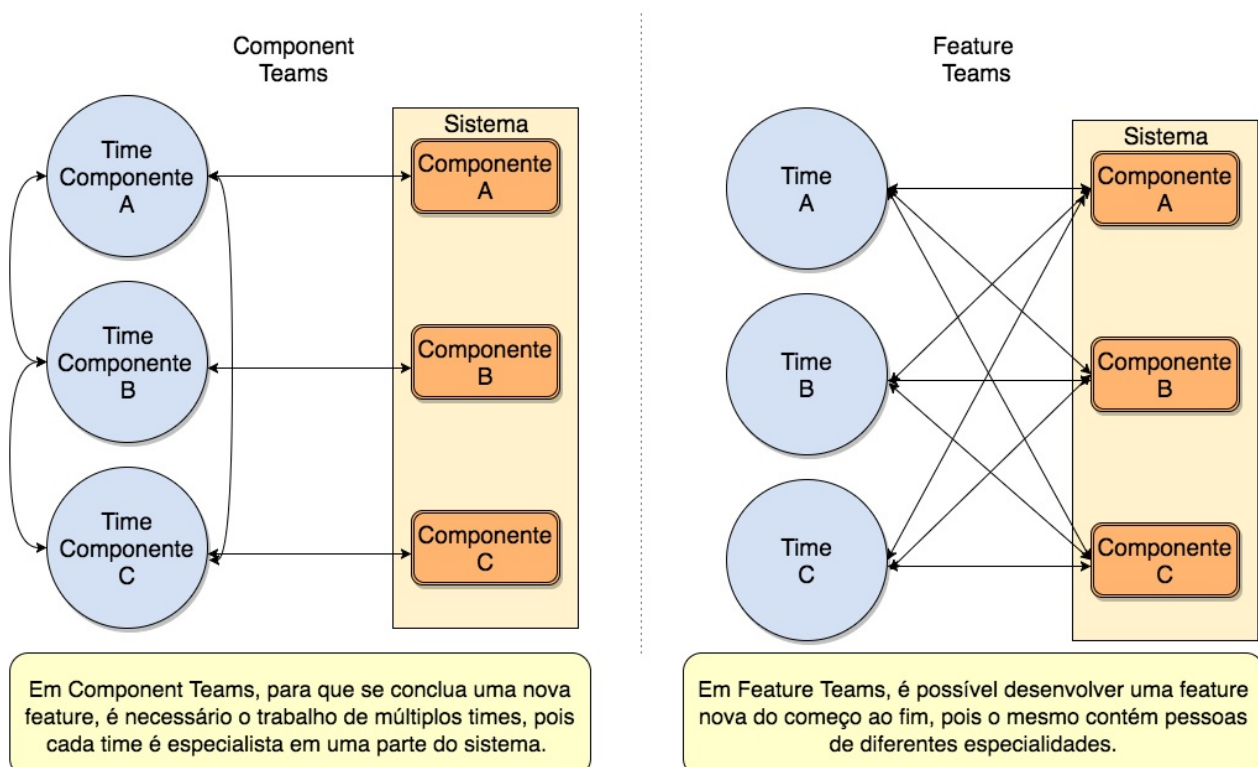 Component
Teams
Sistema
Time
Componente
A
Componente
A
Time
Componente
B
Componente
B
Time
Componente
C
Componente
C
Em Component Teams, para que se conclua uma nova
feature, é necessário o trabalho de múltiplos times, pois
cada time é especialista em uma parte do sistema.
Feature
Teams
Sistema
Time
A
Componente
A
Time
B
Componente
B
Time
C
Componente
C
Em Feature Teams, é possível desenvolver uma feature
nova do começo ao fim, pois o mesmo contém pessoas
de diferentes especialidades.